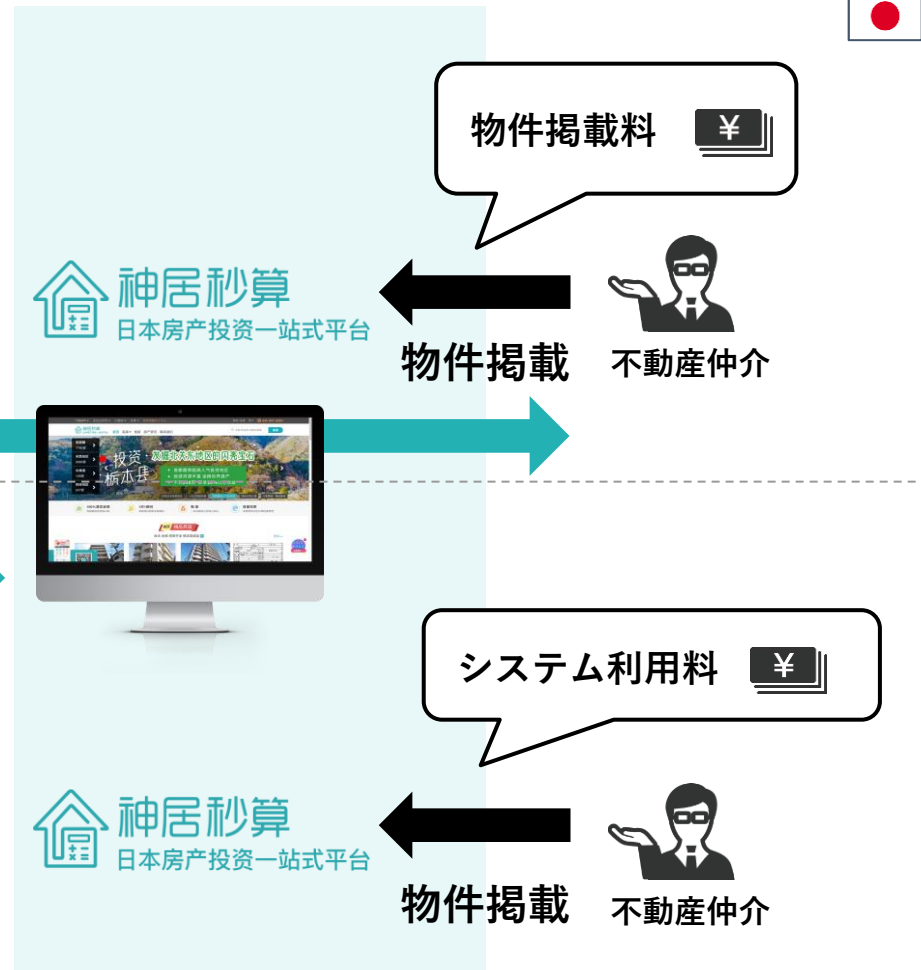 物件掲載料
¥
神居秒算
日本房产投资一站式平台
物件掲載
不動産仲介
投资·
栃木县
システム利用料
¥
神居秒算
日本房产投资一站式平台
物件掲載
不動産仲介